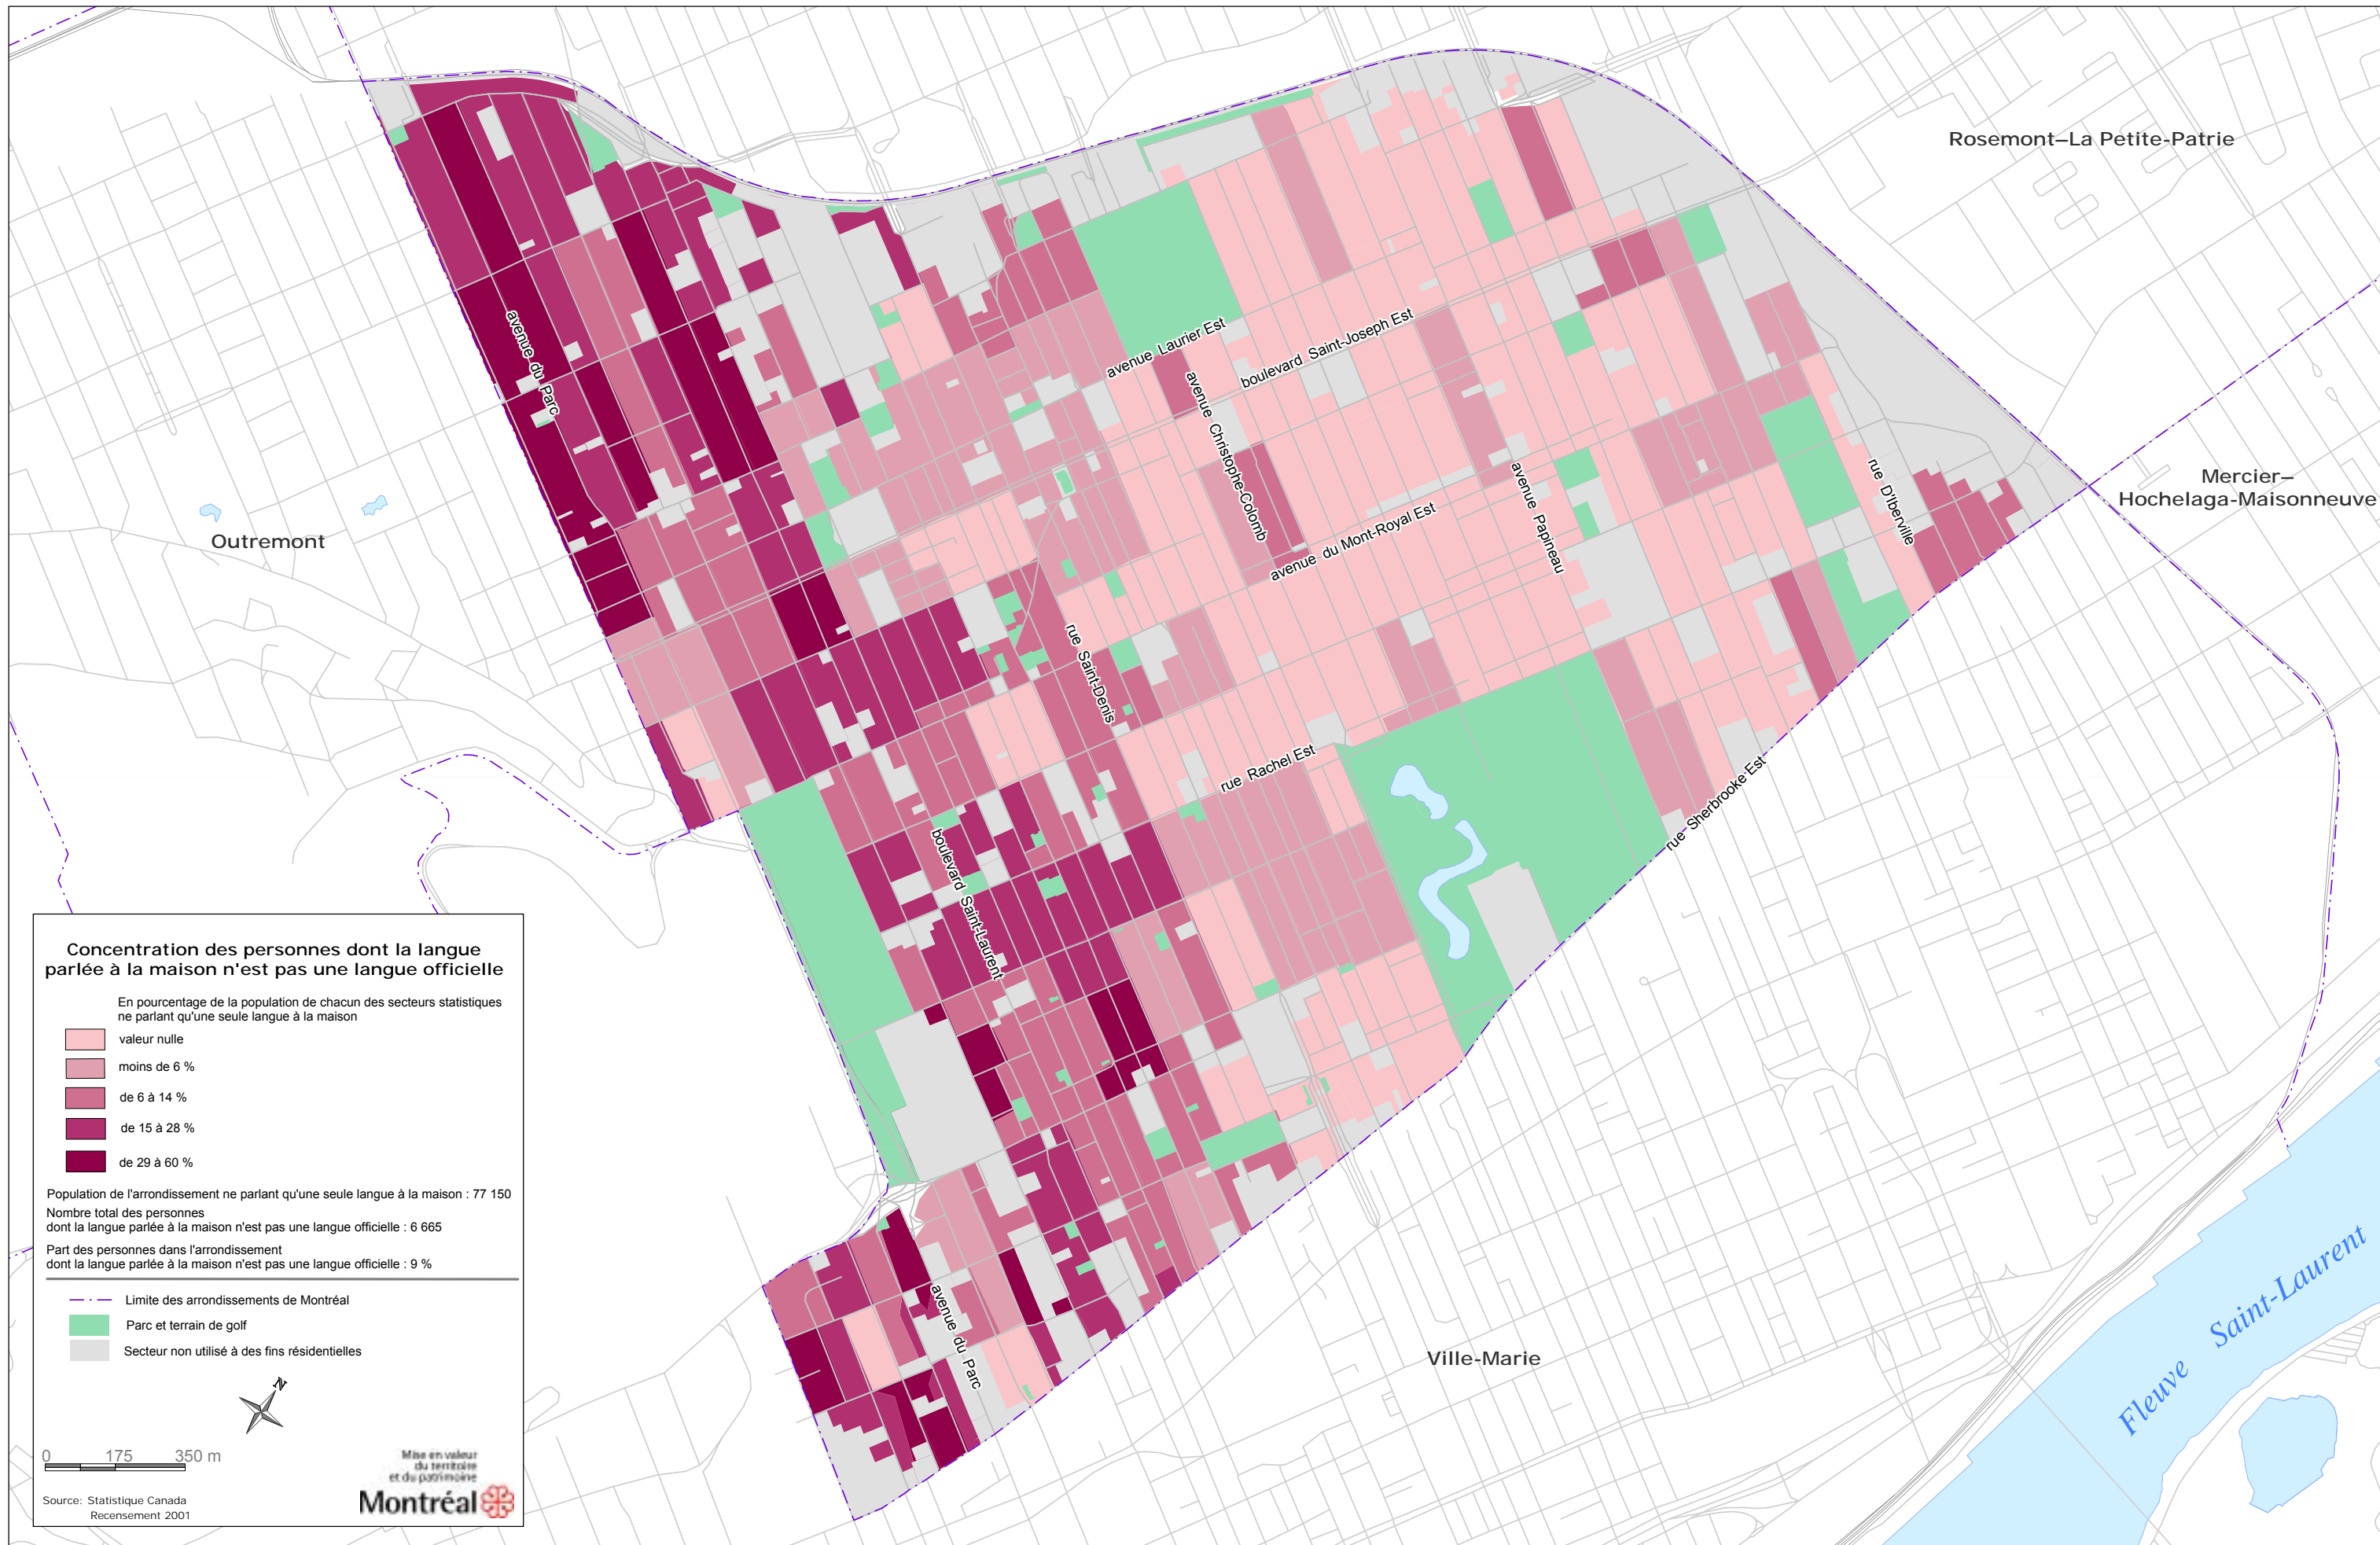 Rosemont–La Petite-Patrie
Mercier–
Hochelaga-Maisonneuve
Outremont
Ville-Marie
Fleuve Saint-Laurent
avenue du Parc
avenue Laurier Est
boulevard Saint-Joseph Est
avenue Christophe-Colomb
avenue du Mont-Royal Est
avenue Papineau
rue D'Iberville
rue Saint-Denis
rue Rachel Est
rue Sherbrooke Est
boulevard Saint-Laurent
avenue du Parc
Concentration des personnes dont la langue
parlée à la maison n'est pas une langue officielle
En pourcentage de la population de chacun des secteurs statistiques
ne parlant qu'une seule langue à la maison
valeur nulle
moins de 6 %
de 6 à 14 %
de 15 à 28 %
de 29 à 60 %
Population de l'arrondissement ne parlant qu'une seule langue à la maison : 77 150
Nombre total des personnes
dont la langue parlée à la maison n'est pas une langue officielle : 6 665
Part des personnes dans l'arrondissement
dont la langue parlée à la maison n'est pas une langue officielle : 9 %
Limite des arrondissements de Montréal
Parc et terrain de golf
Secteur non utilisé à des fins résidentielles
N
0 175 350 m
Mise en valeur
du territoire
et du patrimoine
Montréal
Source: Statistique Canada
Recensement 2001